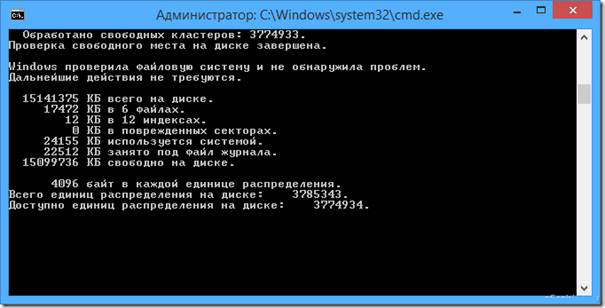 Администратор: C:\Windows\system32\cmd.exe
Обработано свободных кластеров: 3774933.
Проверка свободного места на диске завершена.
Windows проверила файловую систему и не обнаружила проблем.
Дальнейшие действия не требуются.
15141375 КБ всего на диске.
17472 КБ в 6 файлах.
12 КБ в 12 индексах.
0 КБ в поврежденных секторах.
24155 КБ используется системой.
22512 КБ занято под файл журнала.
15099736 КБ свободно на диске.
4096 байт в каждой единице распределения.
Всего единиц распределения на диске: 3785343.
Доступно единиц распределения на диске: 3774934.